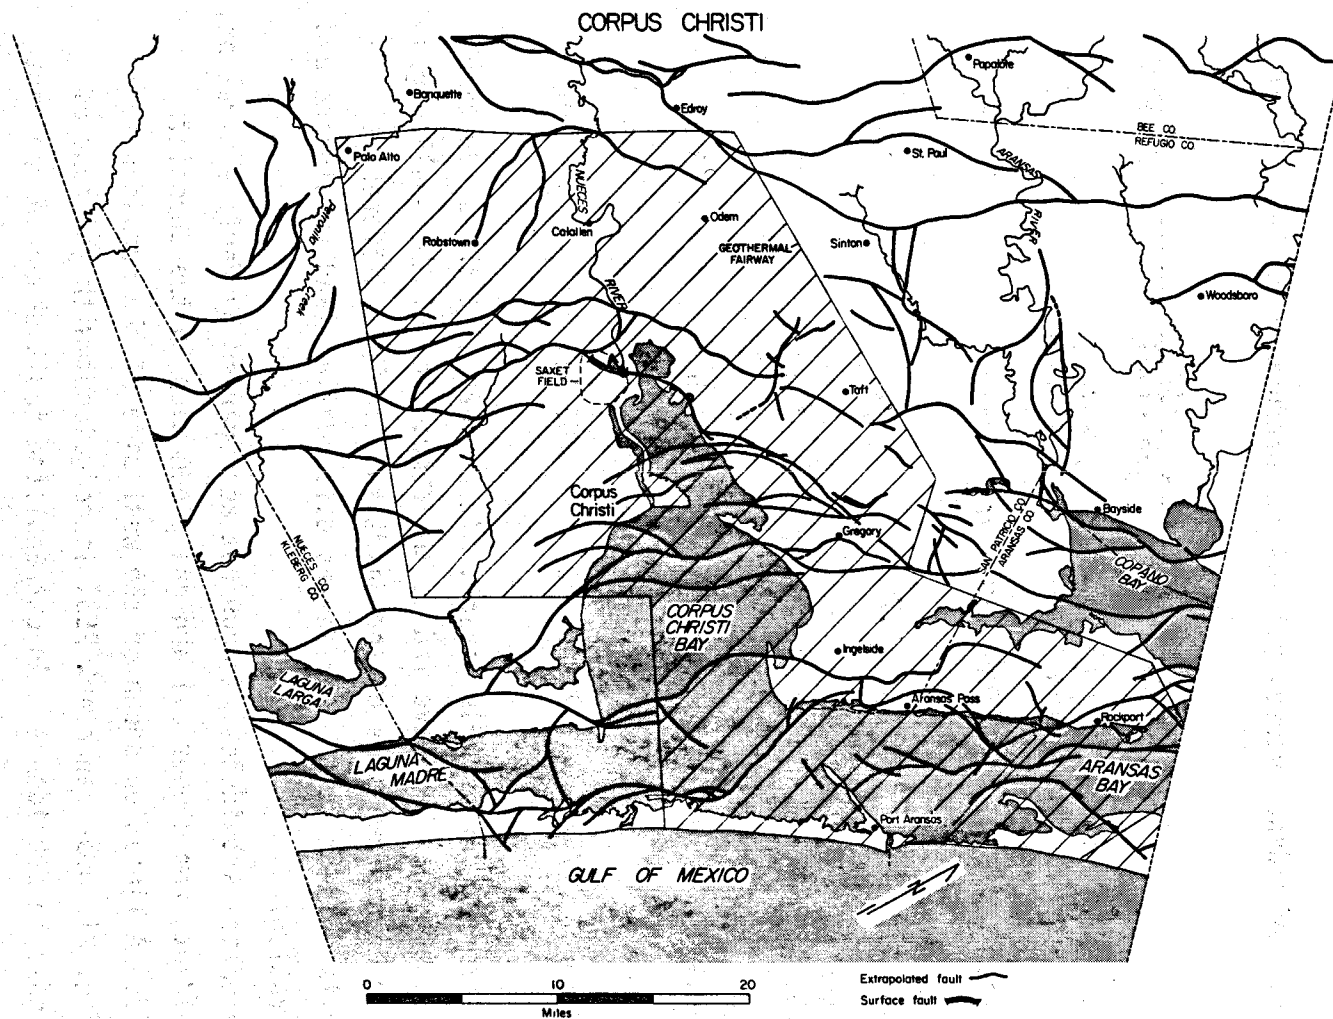 CORPUS CHRISTI
Papalote
Banquette
Edroy
BEE CO.
REFUGIO CO
Palo Alto
St. Paul
ARANSAS
RIVER
NUECES
RIVER
Petronila
Creek
Odem
Calallen
Robstown
Sinton
GEOTHERMAL
FAIRWAY
Woodsboro
SAXET
FIELD
Taft
Corpus
Christi
Bayside
Gregory
SAN PATRICIO CO.
ARANSAS CO
NUECES CO
KLEBERG CO
COPANO
BAY
CORPUS
CHRISTI
BAY
Ingelside
LAGUNA
LARGA
Aransas Pass
Rockport
LAGUNA
MADRE
ARANSAS
BAY
Port Aransas
GULF OF MEXICO
0 10 20
Miles
Extrapolated fault
Surface fault